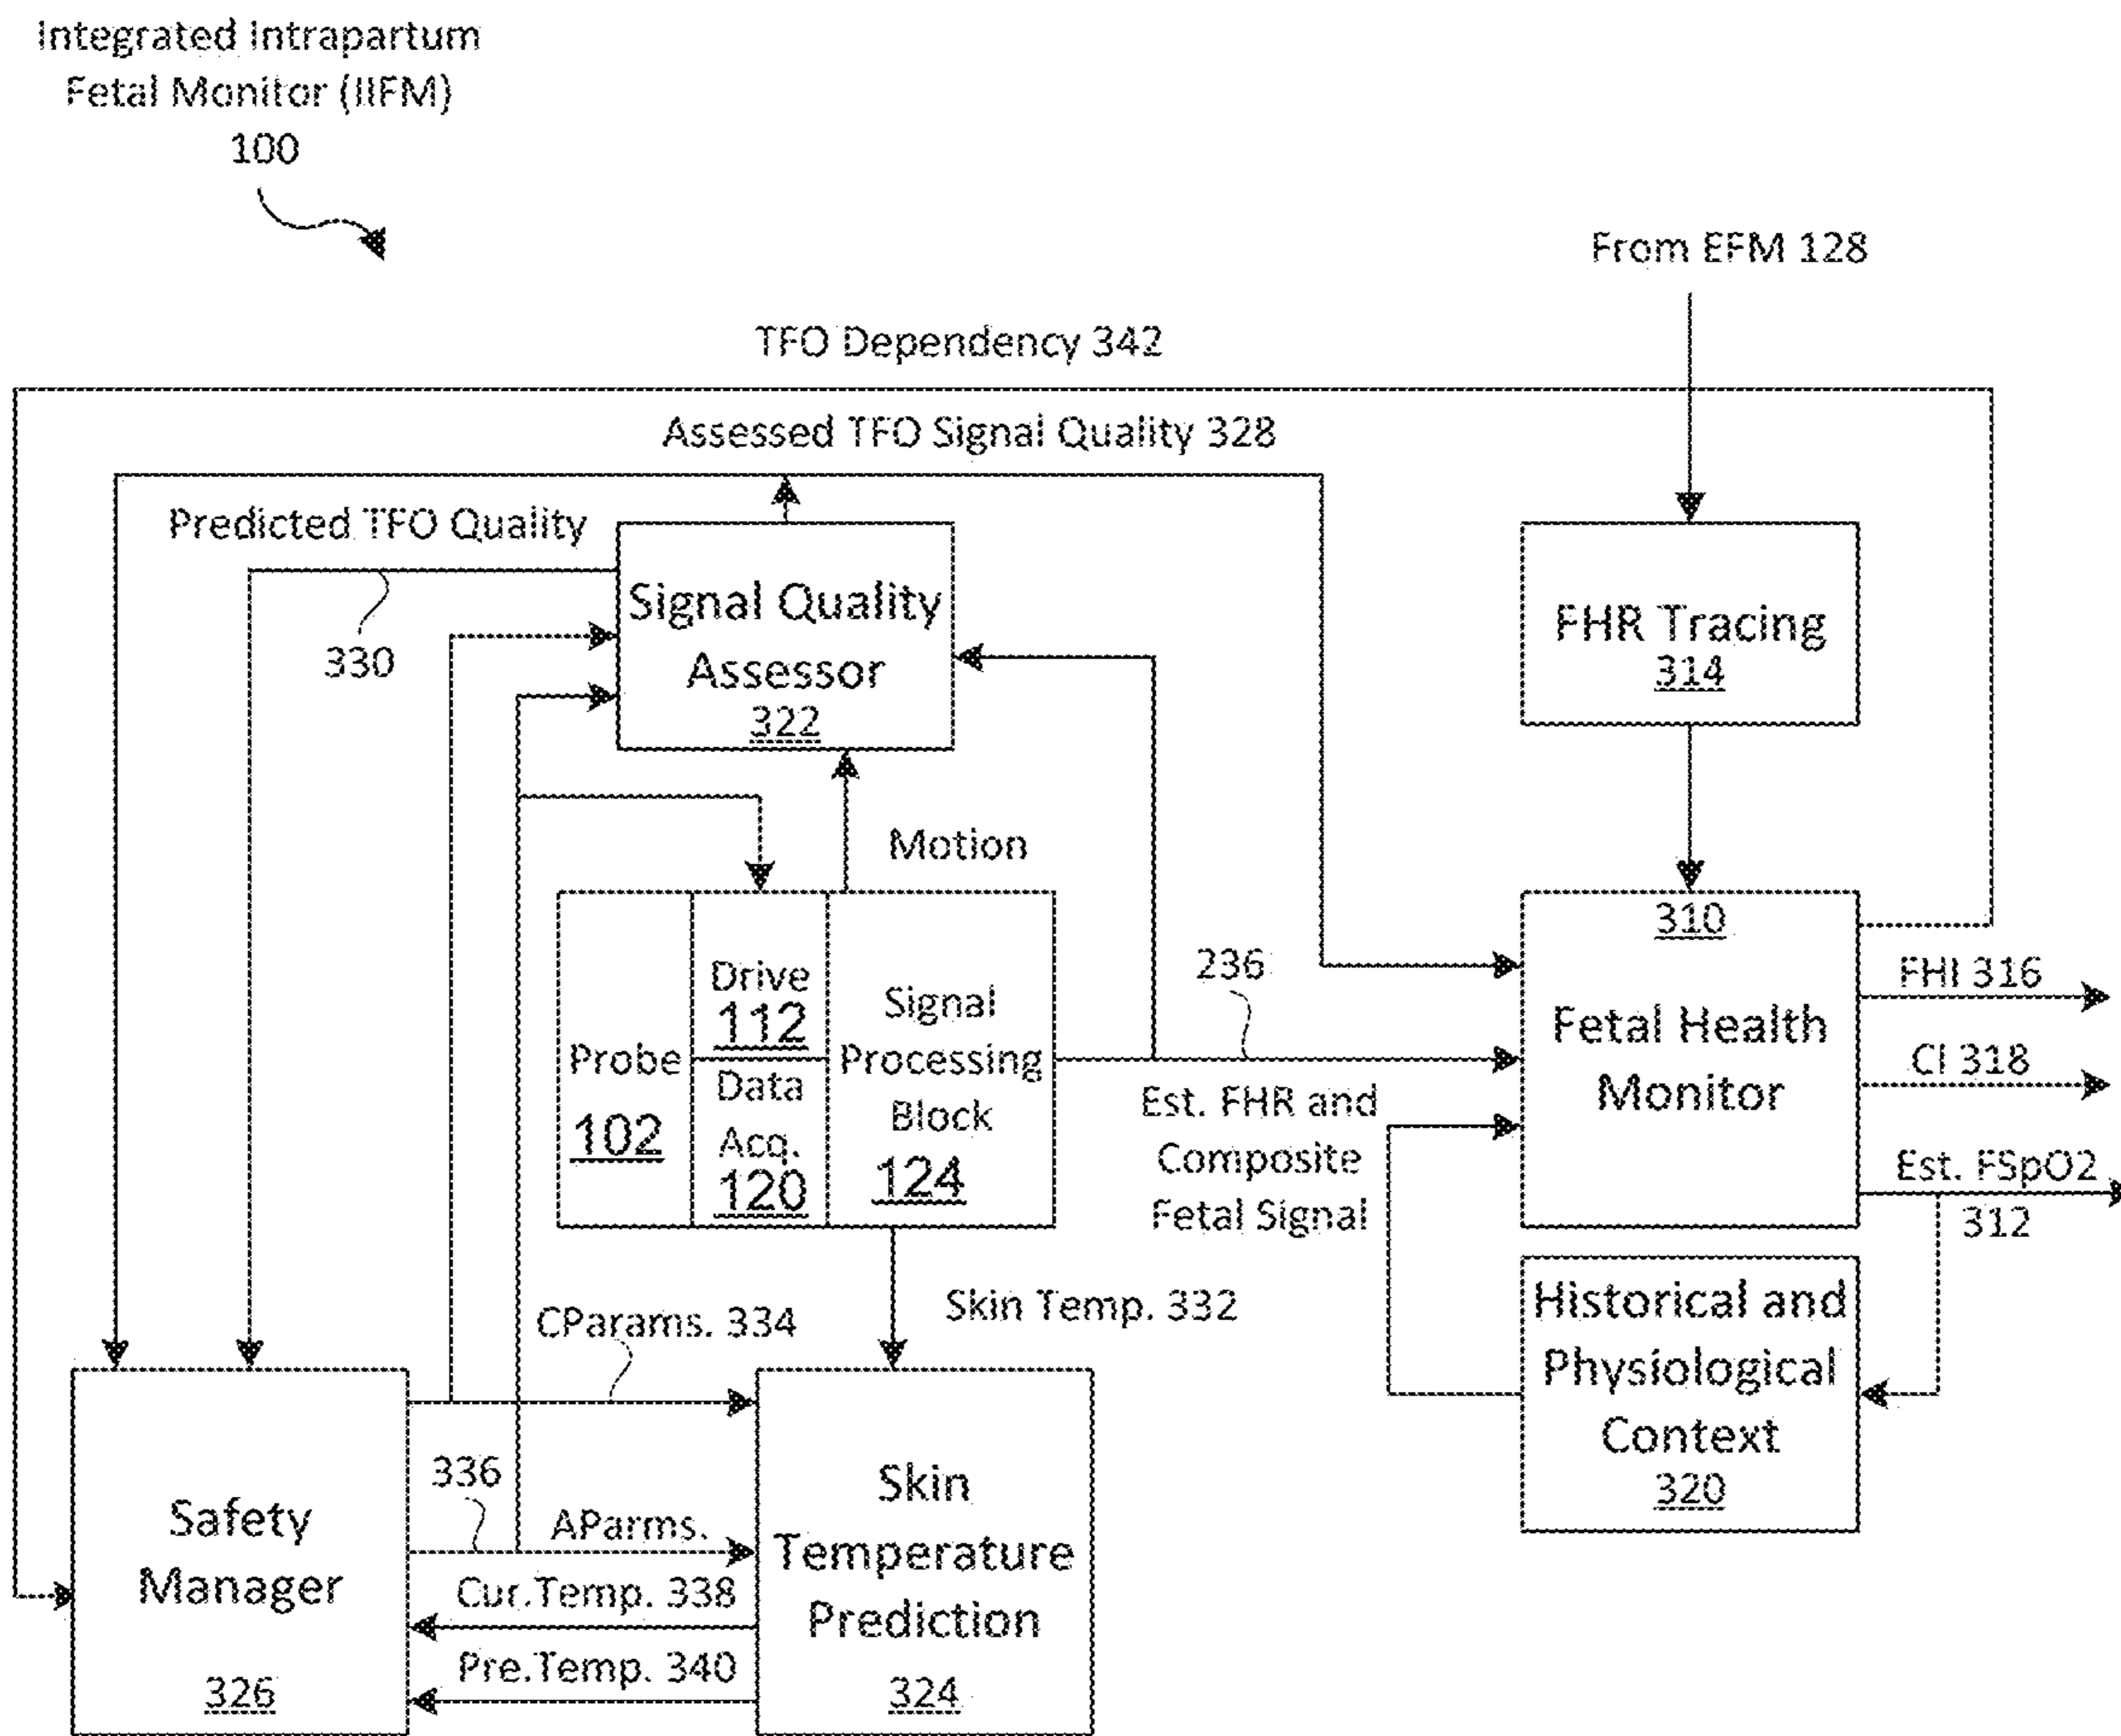 Integrated Intrapartum
Fetal Monitor (IIFM)
100
From EFM 128
TFO Dependency 342
Assessed TFO Signal Quality 328
Predicted TFO Quality
330
Signal Quality
Assessor
322
FHR Tracing
314
Motion
Probe
102
Drive
112
Data
Acq.
120
Signal
Processing
Block
124
236
Est. FHR and
Composite
Fetal Signal
310
Fetal Health
Monitor
FHI 316
CI 318
Est. FSpO2
312
Historical and
Physiological
Context
320
Skin Temp. 332
CParams. 334
336
AParms.
Cur.Temp. 338
Pre.Temp. 340
Safety
Manager
326
Skin
Temperature
Prediction
324